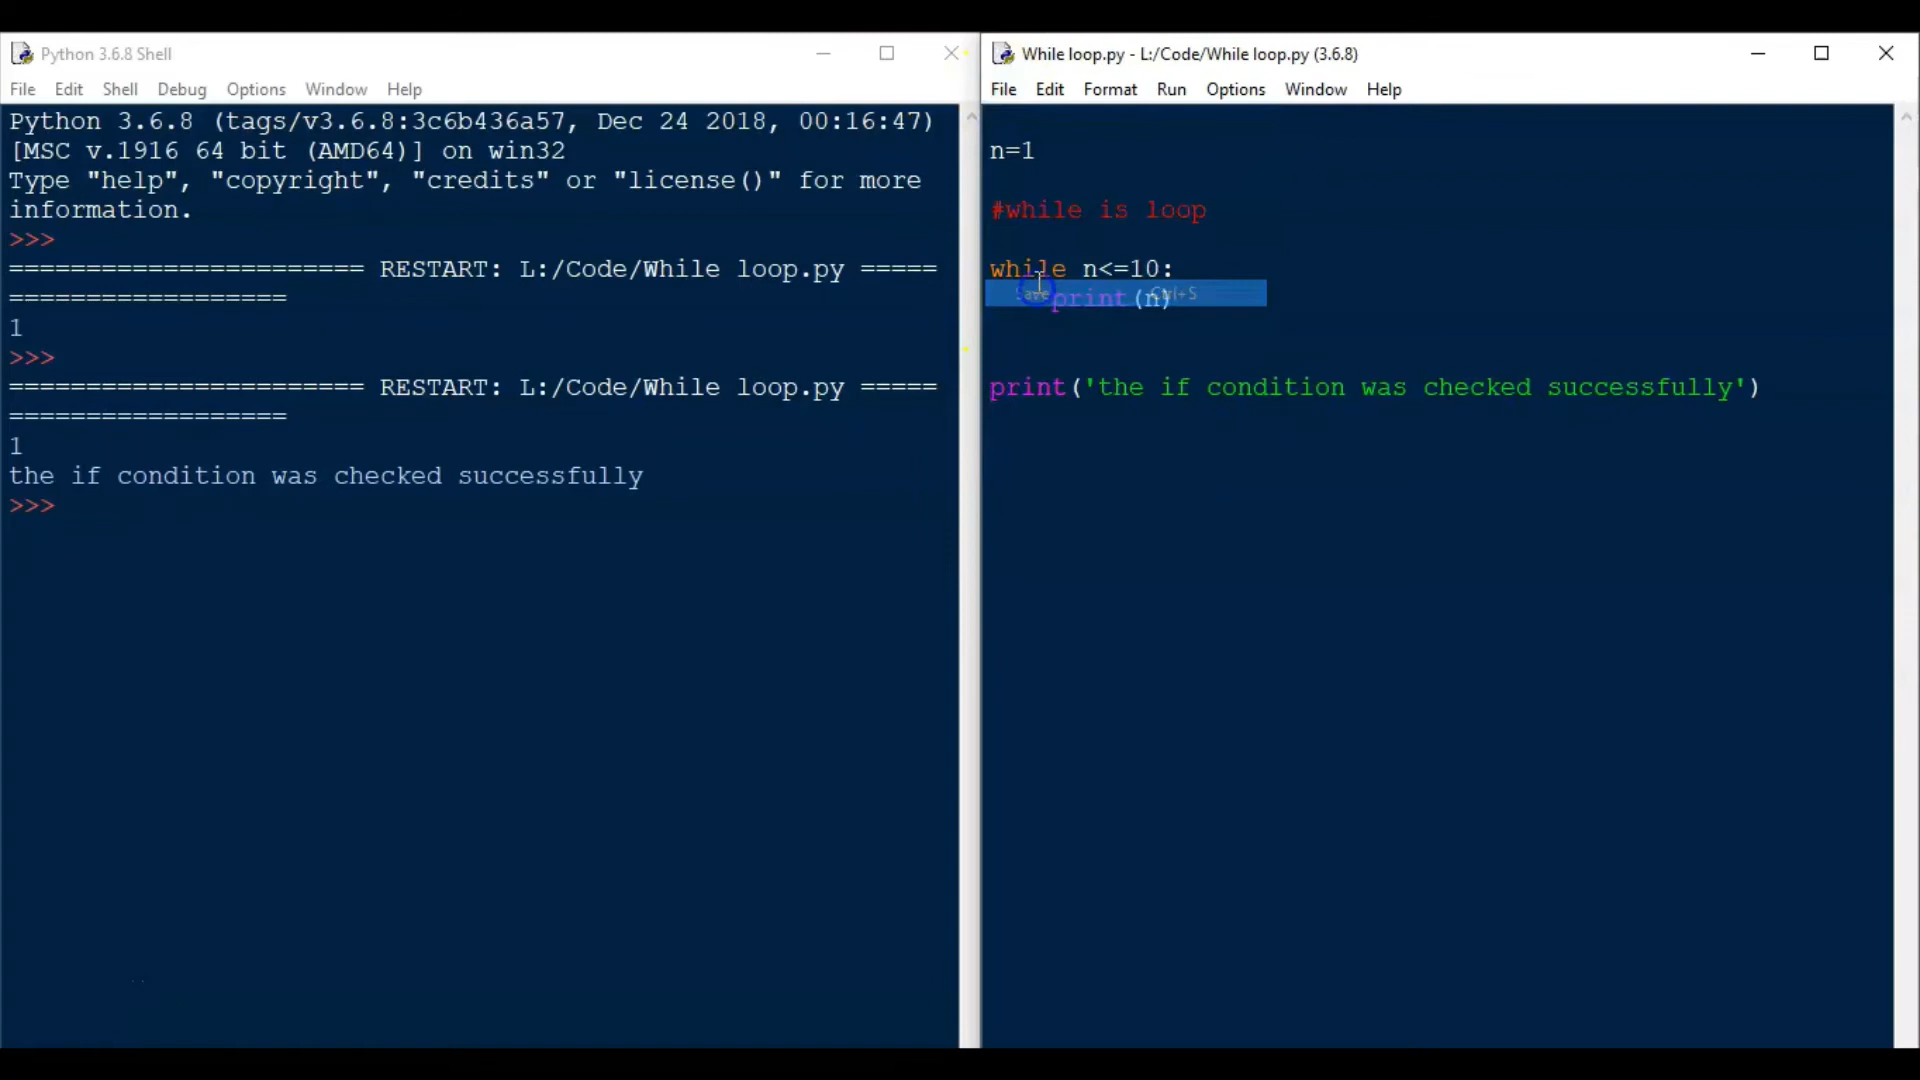 Python 3.6.8 Shell
File Edit Shell Debug Options Window Help
Python 3.6.8 (tags/v3.6.8:3c6b436a57, Dec 24 2018, 00:16:47)
[MSC v.1916 64 bit (AMD64)] on win32
Type "help", "copyright", "credits" or "license()" for more
information.
>>>
======================= RESTART: L:/Code/While loop.py =====
==================
1
>>>
======================= RESTART: L:/Code/While loop.py =====
==================
1
the if condition was checked successfully
>>>
While loop.py - L:/Code/While loop.py (3.6.8)
File Edit Format Run Options Window Help
n=1
#while is loop
while n<=10:
Save Ctrl+S
print(n)
print('the if condition was checked successfully')